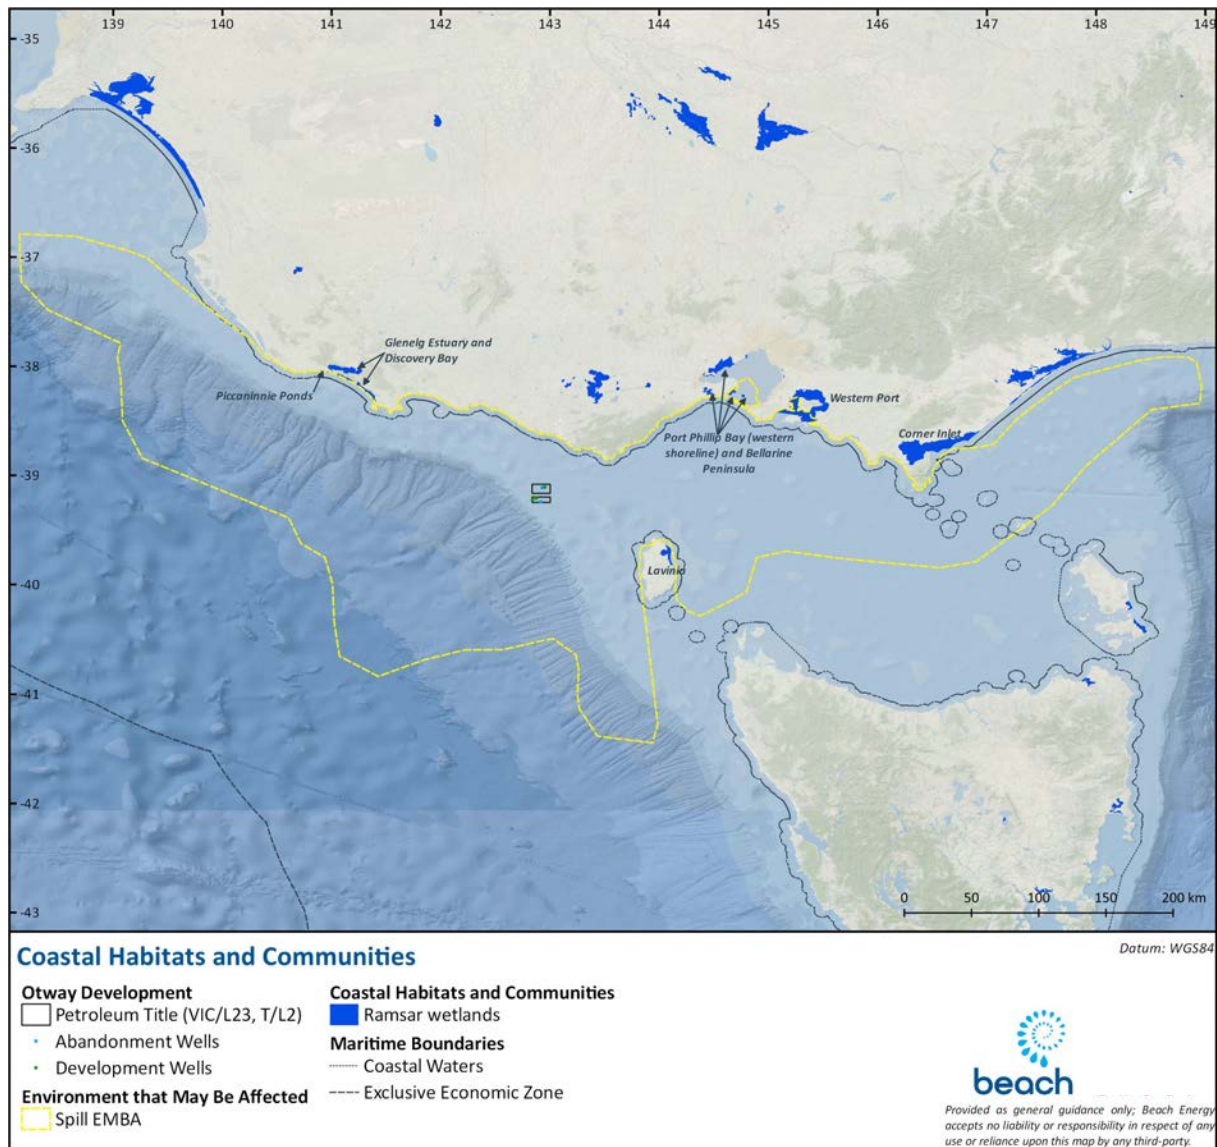 139 140 141 142 143 144 145 146 147 148 149
-35
-36
-37
-38
-39
-40
-41
-42
-43
Glenelg Estuary and
Discovery Bay
Piccaninnie Ponds
Western Port
Port Phillip Bay (western
shoreline) and Bellarine
Peninsula
Corner Inlet
Lavinia
0 50 100 150 200 km
Coastal Habitats and Communities
Datum: WGS84
Otway Development
Petroleum Title (VIC/L23, T/L2)
Abandonment Wells
Development Wells
Environment that May Be Affected
Spill EMBA
Coastal Habitats and Communities
Ramsar wetlands
Maritime Boundaries
Coastal Waters
Exclusive Economic Zone
beach
Provided as general guidance only; Beach Energy
accepts no liability or responsibility in respect of any
use or reliance upon this map by any third-party.